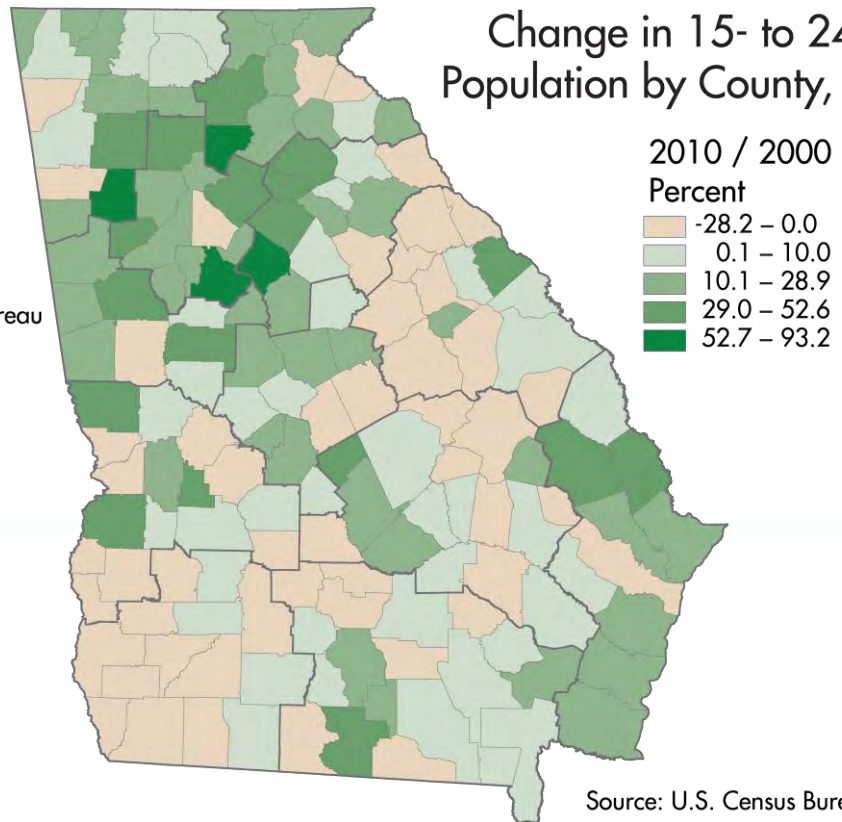 Change in 15- to 24
Population by County,
2010 / 2000
Percent
-28.2 – 0.0
0.1 – 10.0
10.1 – 28.9
29.0 – 52.6
52.7 – 93.2
reau
Source: U.S. Census Bure